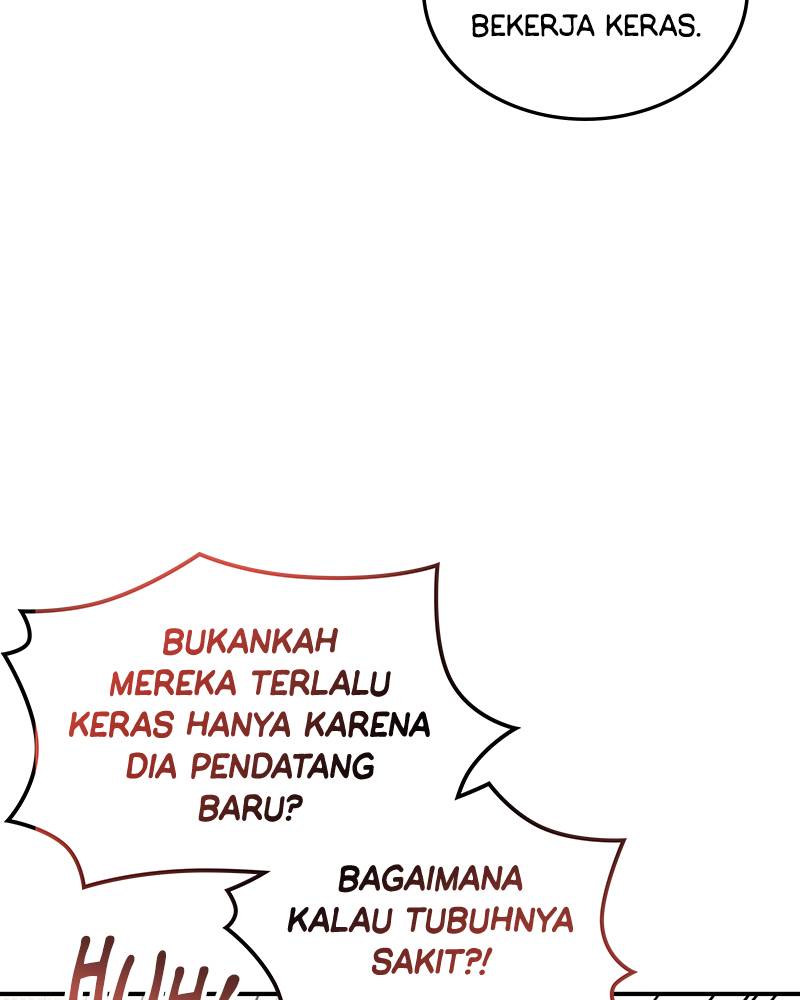 BEKERJA KERAS.
BUKANKAH
MEREKA TERLALU
KERAS HANYA KARENA
DIA PENDATANG
BARU?
BAGAIMANA
KALAU TUBUHNYA
SAKIT?!